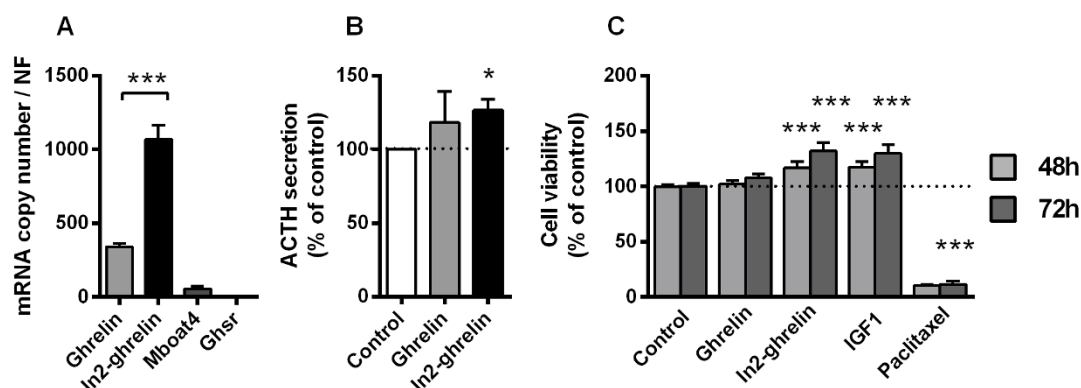 A
mRNA copy number / NF
1500
1000
500
0
***
Ghrelin
In2-ghrelin
Mboat4
Ghsr
B
ACTH secretion
(% of control)
150
100
50
0
*
Control
Ghrelin
In2-ghrelin
C
Cell viability
(% of control)
200
150
100
50
0
***
***
***
***
***
Control
Ghrelin
In2-ghrelin
IGF1
Paclitaxel
48h
72h